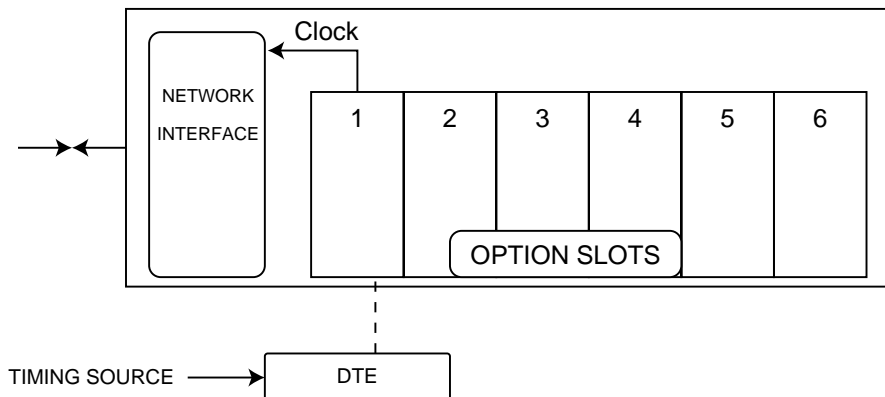 Clock
NETWORK
INTERFACE
1 2 3 4 5 6
OPTION SLOTS
TIMING SOURCE
DTE